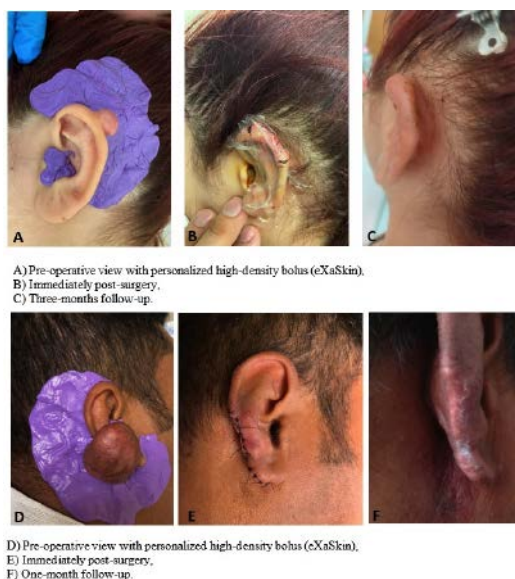 A
B
C
A) Pre-operative view with personalized high-density bolus (eXaSkin),
B) Immediately post-surgery,
C) Three-months follow-up.
D
E
F
D) Pre-operative view with personalized high-density bolus (eXaSkin),
E) Immediately post-surgery,
F) One-month follow-up.